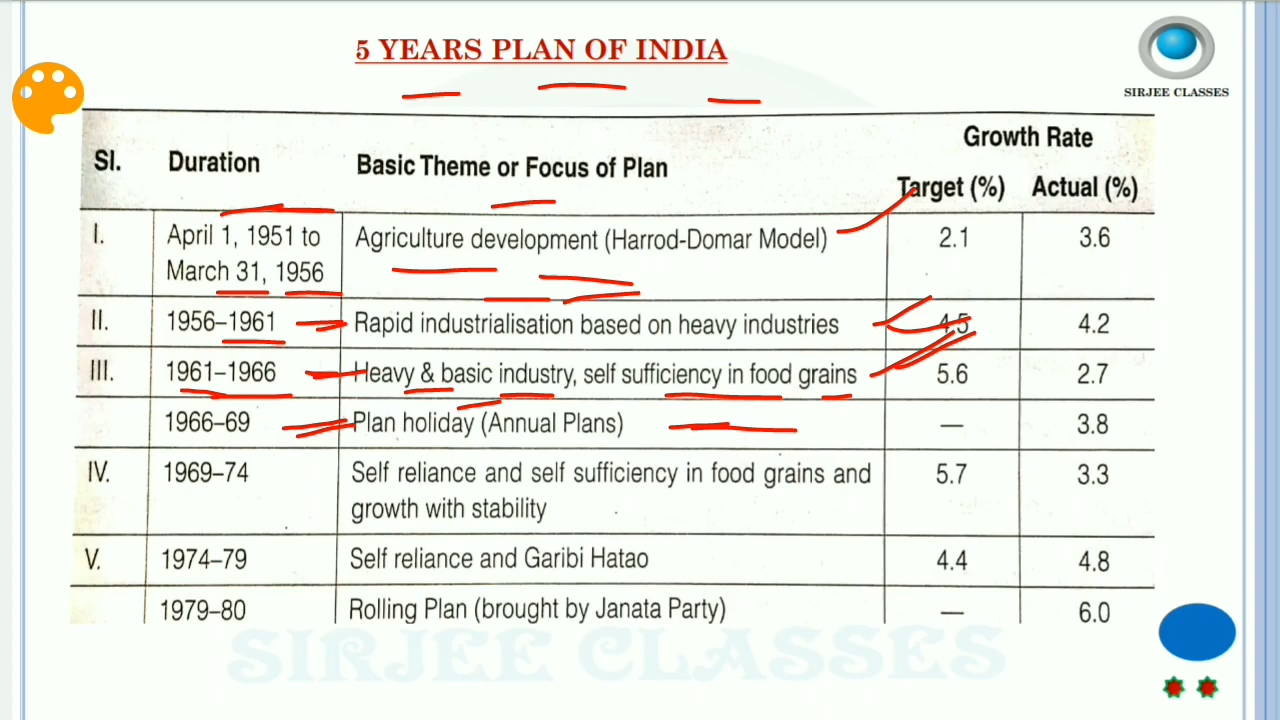 5 YEARS PLAN OF INDIA
SIRJEE CLASSES
Growth Rate
Sl. Duration Basic Theme or Focus of Plan Target (%) Actual (%)
I. April 1, 1951 to Agriculture development (Harrod-Domar Model) 2.1 3.6
March 31, 1956
II. 1956–1961 Rapid industrialisation based on heavy industries 4.5 4.2
III. 1961–1966 Heavy & basic industry, self sufficiency in food grains 5.6 2.7
1966–69 Plan holiday (Annual Plans) — 3.8
IV. 1969–74 Self reliance and self sufficiency in food grains and 5.7 3.3
growth with stability
V. 1974–79 Self reliance and Garibi Hatao 4.4 4.8
1979–80 Rolling Plan (brought by Janata Party) — 6.0
SIRJEE CLASSES